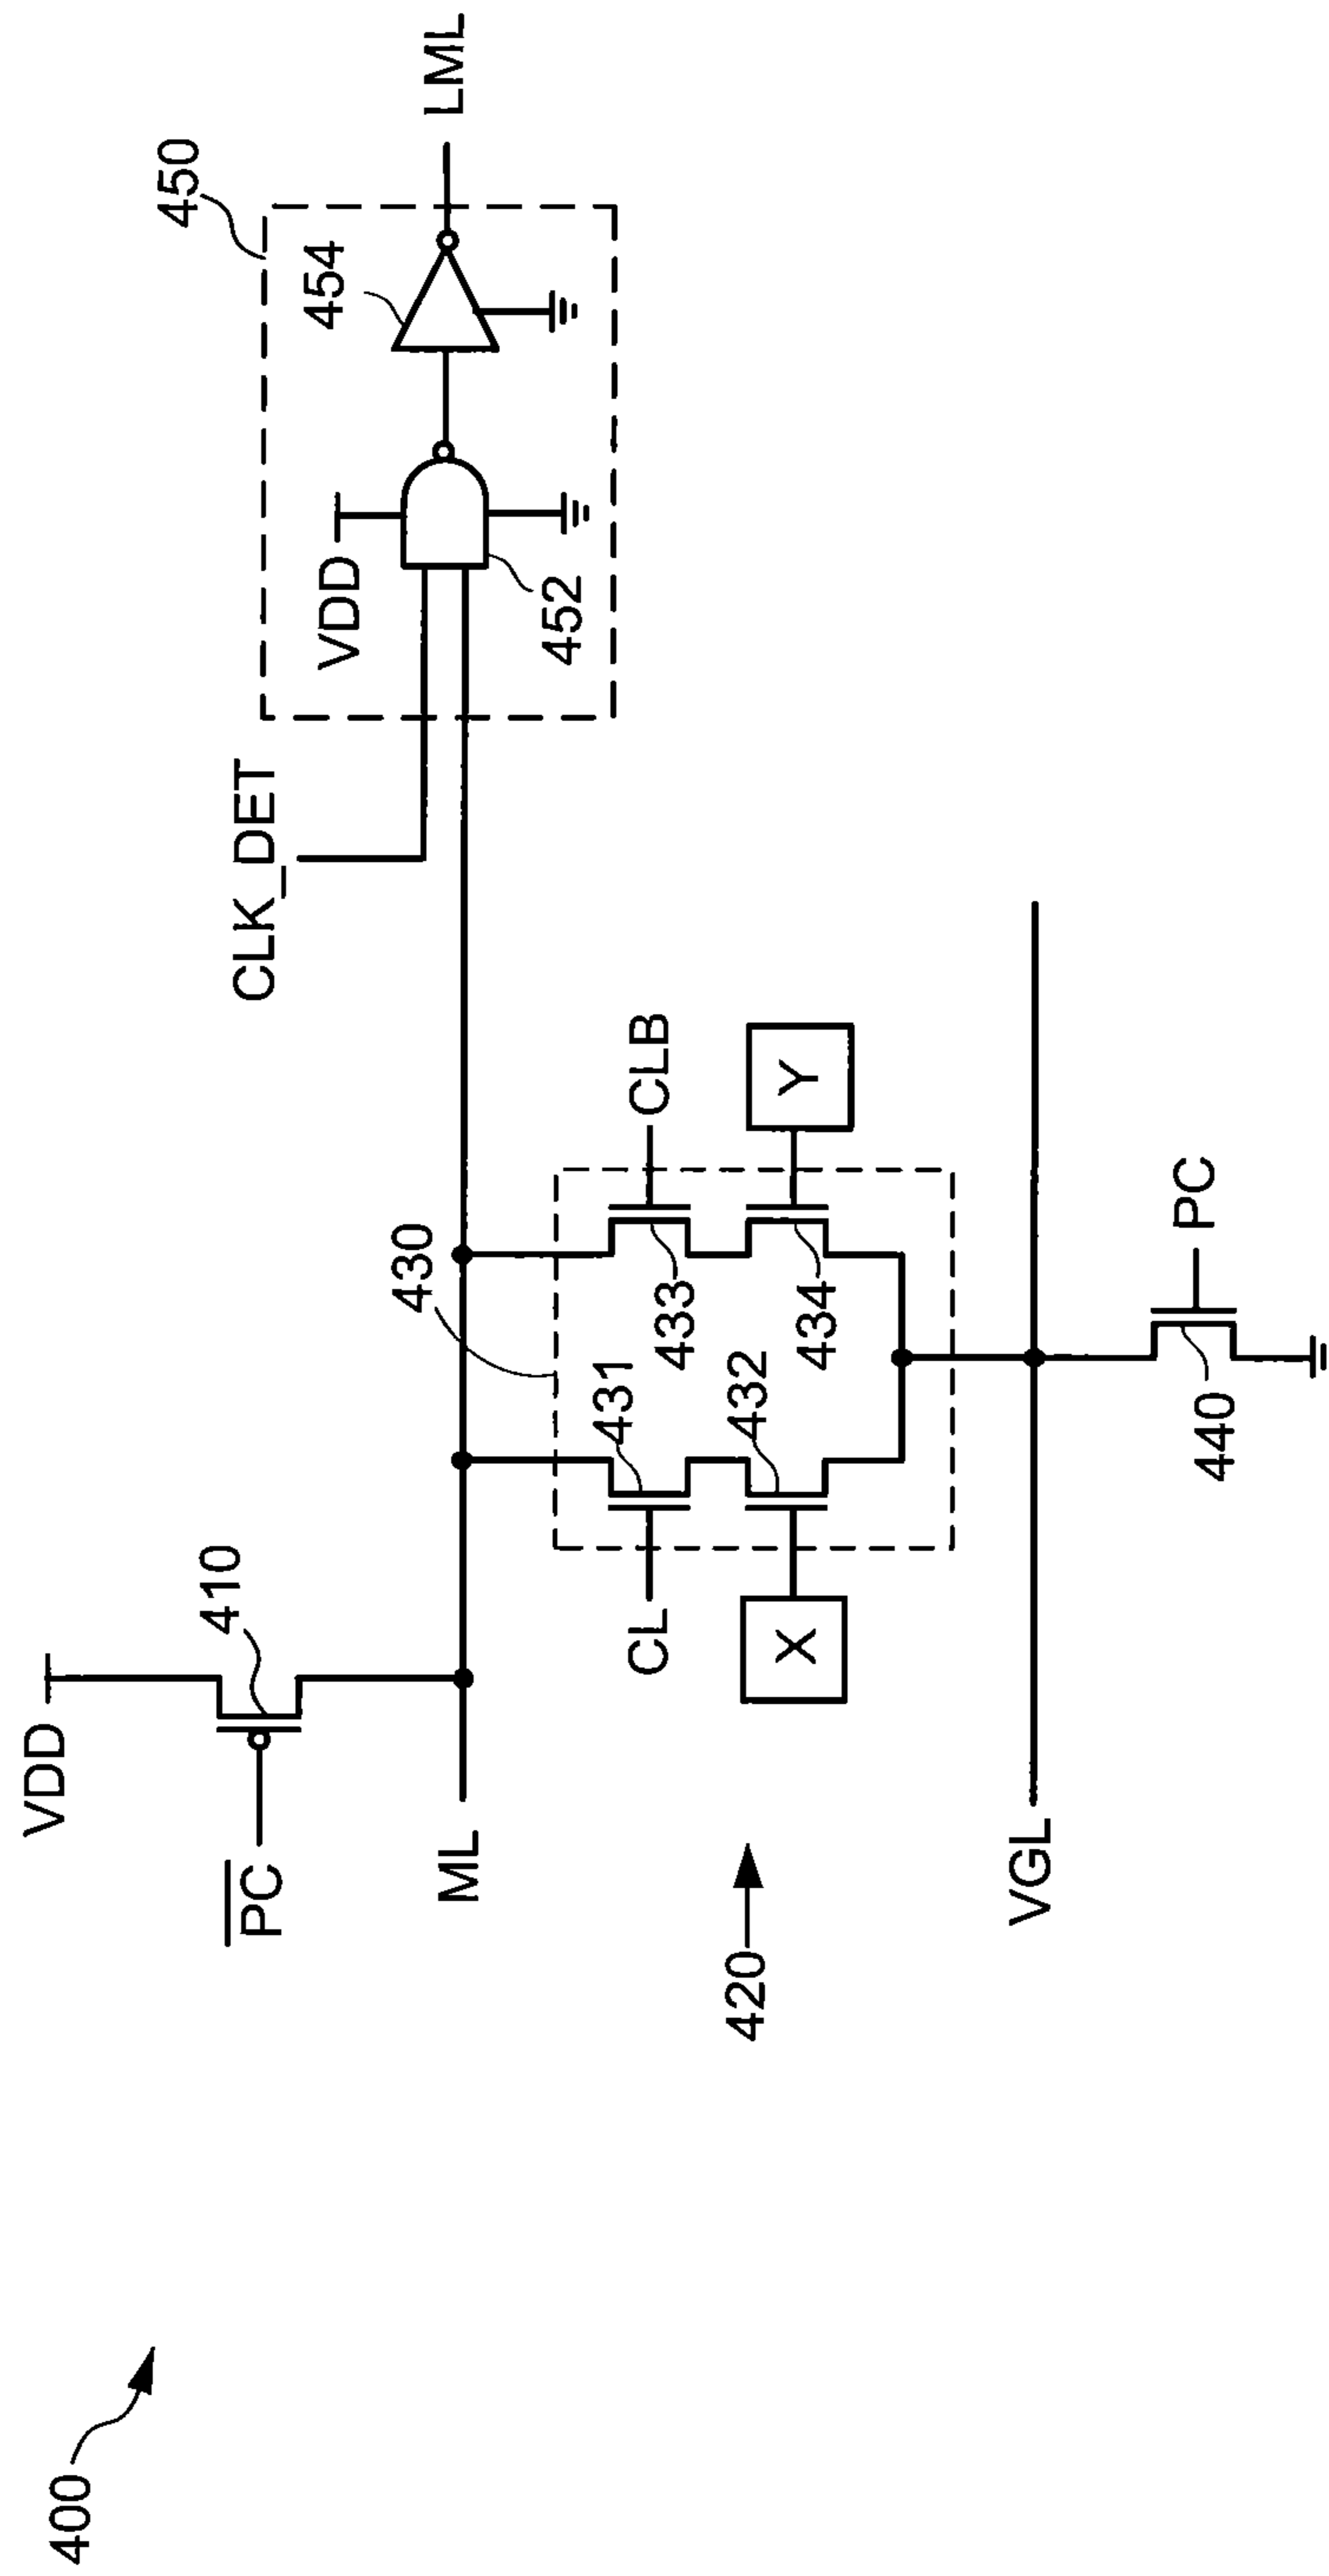 400
VDD
410
PC
ML
430
CLK_DET
450
VDD
454
452
LML
CL
431
433
CLB
432
434
X
Y
420
VGL
440
PC